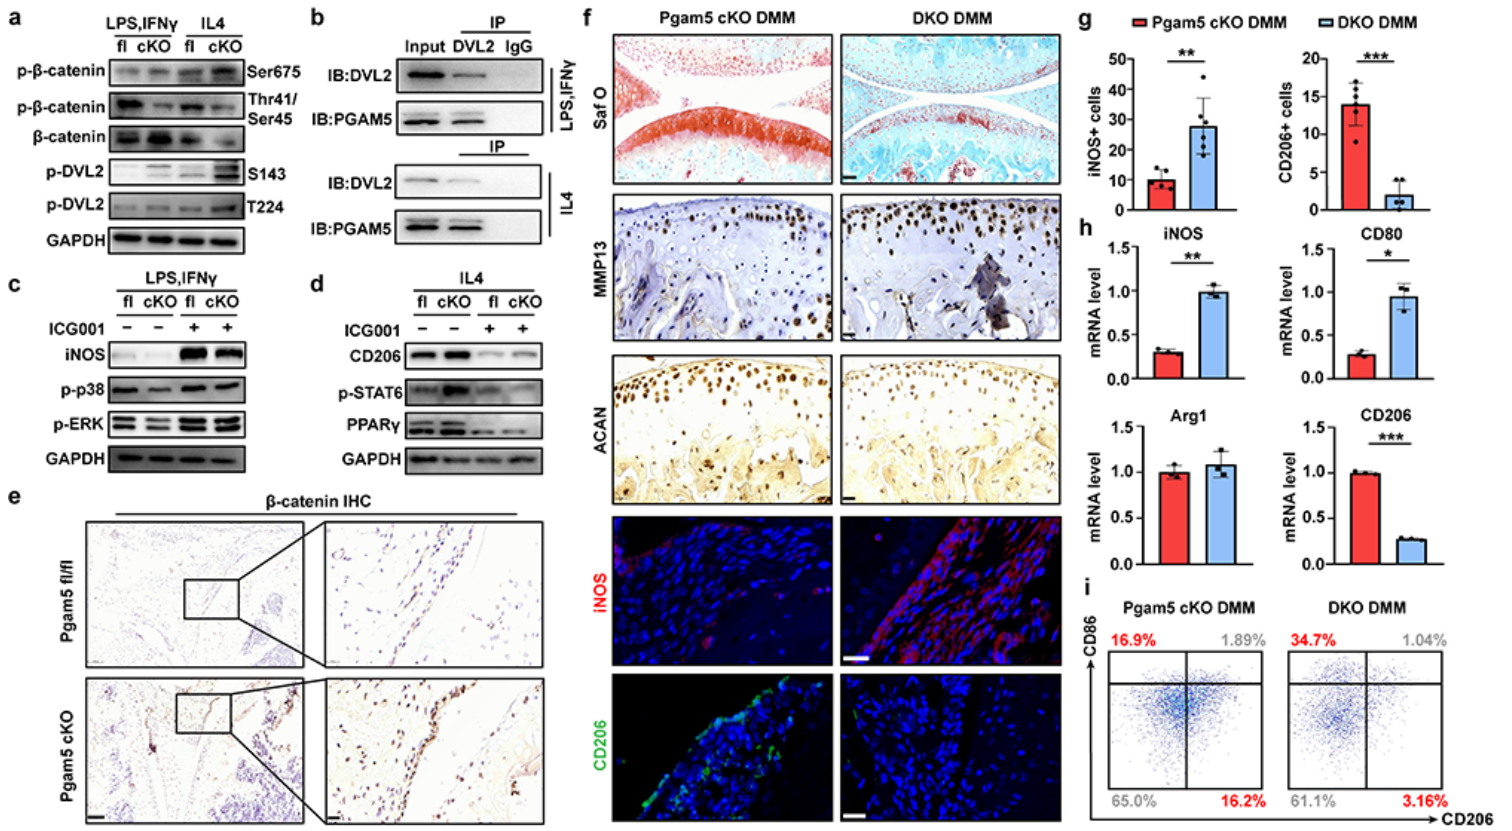 a
LPS,IFNγ IL4
fl cKO fl cKO
p-β-catenin Ser675
p-β-catenin Thr41/
Ser45
β-catenin
p-DVL2 S143
p-DVL2 T224
GAPDH
b
IP
Input DVL2 IgG
IB:DVL2
IB:PGAM5
LPS,IFNγ
IP
IB:DVL2
IB:PGAM5
IL4
c
LPS,IFNγ
fl cKO fl cKO
ICG001 − − + +
iNOS
p-p38
p-ERK
GAPDH
d
IL4
fl cKO fl cKO
ICG001 − − + +
CD206
p-STAT6
PPARγ
GAPDH
e
β-catenin IHC
Pgam5 fl/fl
Pgam5 cKO
f
Pgam5 cKO DMM DKO DMM
Saf O
MMP13
ACAN
iNOS
CD206
g
Pgam5 cKO DMM DKO DMM
iNOS+ cells
50
40
30
20
10
0
**
CD206+ cells
20
15
10
5
0
***
h
iNOS
mRNA level
1.5
1.0
0.5
0.0
**
CD80
mRNA level
1.5
1.0
0.5
0.0
*
Arg1
mRNA level
1.5
1.0
0.5
0.0
CD206
mRNA level
1.5
1.0
0.5
0.0
***
i
Pgam5 cKO DMM DKO DMM
CD86
16.9% 1.89% 34.7% 1.04%
65.0% 16.2% 61.1% 3.16%
CD206